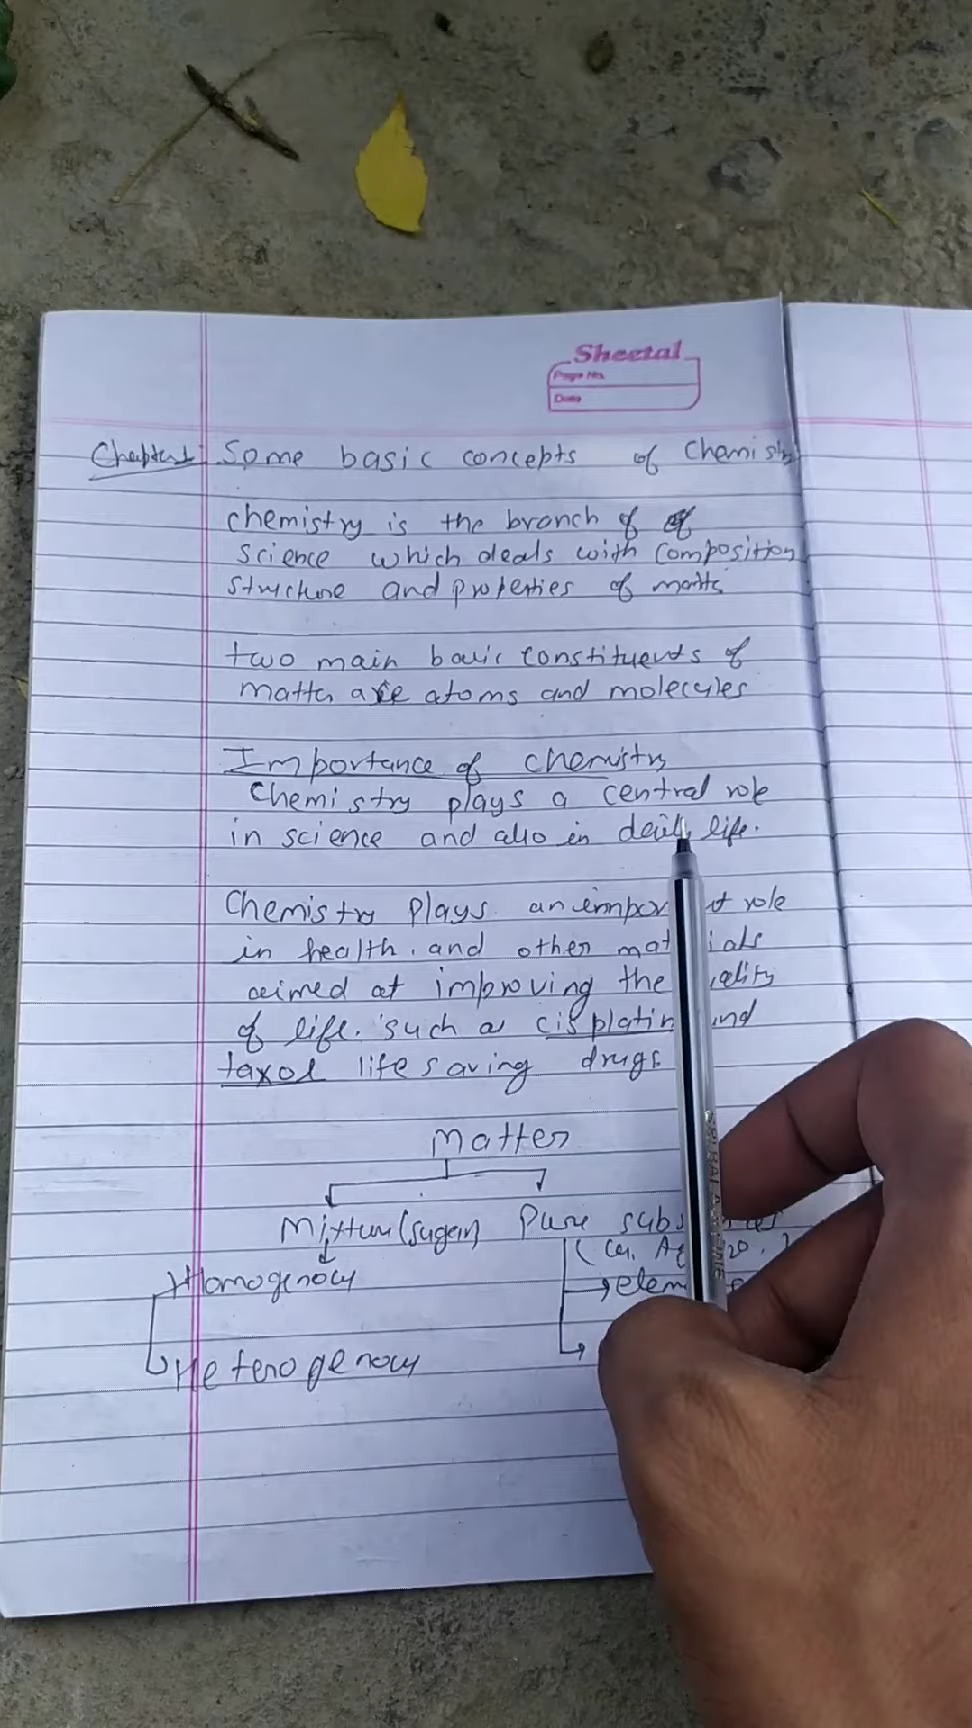 Sheetal
Page No.
Date
Chapter 1: Some basic concepts of Chemistry
chemistry is the branch of of
science which deals with composition
structure and properties of matter
two main basic constituents of
matter are atoms and molecules
Importance of chemistry
Chemistry plays a central role
in science and also in daily life.
Chemistry plays an role
in health and other
aimed at improving the
of life. such as cisplatin and
taxol life saving drugs
Matter
Mixture (sugar) Pure
Homogenous
Heterogenous